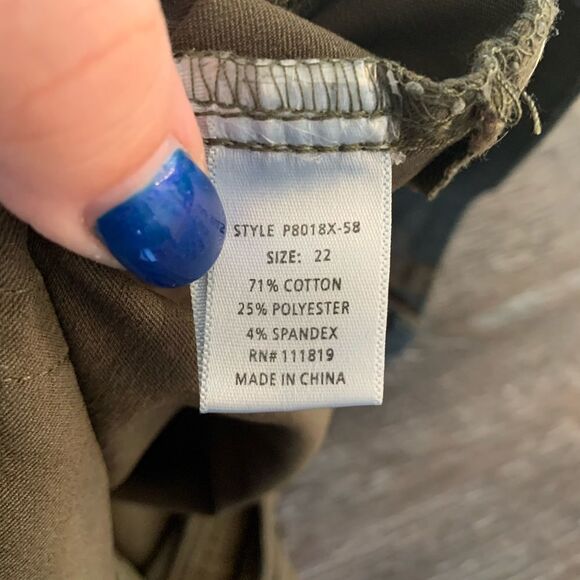 STYLE P8018X-58
SIZE: 22
71% COTTON
25% POLYESTER
4% SPANDEX
RN# 111819
MADE IN CHINA